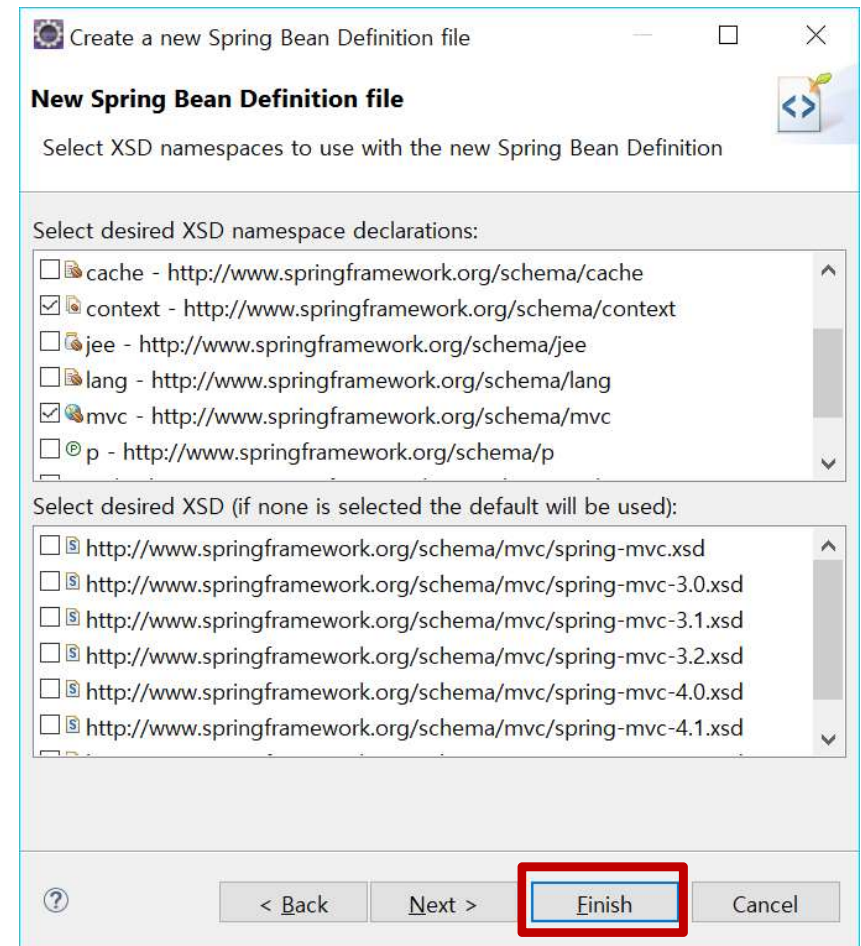 Create a new Spring Bean Definition file
New Spring Bean Definition file
Select XSD namespaces to use with the new Spring Bean Definition
Select desired XSD namespace declarations:
cache - http://www.springframework.org/schema/cache
context - http://www.springframework.org/schema/context
jee - http://www.springframework.org/schema/jee
lang - http://www.springframework.org/schema/lang
mvc - http://www.springframework.org/schema/mvc
p - http://www.springframework.org/schema/p
Select desired XSD (if none is selected the default will be used):
http://www.springframework.org/schema/mvc/spring-mvc.xsd
http://www.springframework.org/schema/mvc/spring-mvc-3.0.xsd
http://www.springframework.org/schema/mvc/spring-mvc-3.1.xsd
http://www.springframework.org/schema/mvc/spring-mvc-3.2.xsd
http://www.springframework.org/schema/mvc/spring-mvc-4.0.xsd
http://www.springframework.org/schema/mvc/spring-mvc-4.1.xsd
< Back Next > Finish Cancel